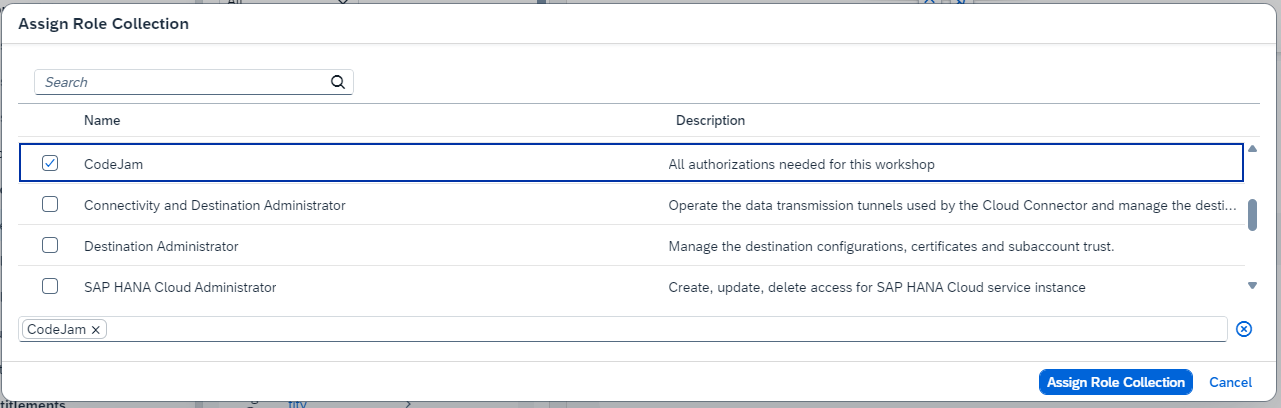 All
Assign Role Collection
Search
Name Description
CodeJam All authorizations needed for this workshop
Connectivity and Destination Administrator Operate the data transmission tunnels used by the Cloud Connector and manage the desti...
Destination Administrator Manage the destination configurations, certificates and subaccount trust.
SAP HANA Cloud Administrator Create, update, delete access for SAP HANA Cloud service instance
CodeJam
Assign Role Collection Cancel
titlements
tify